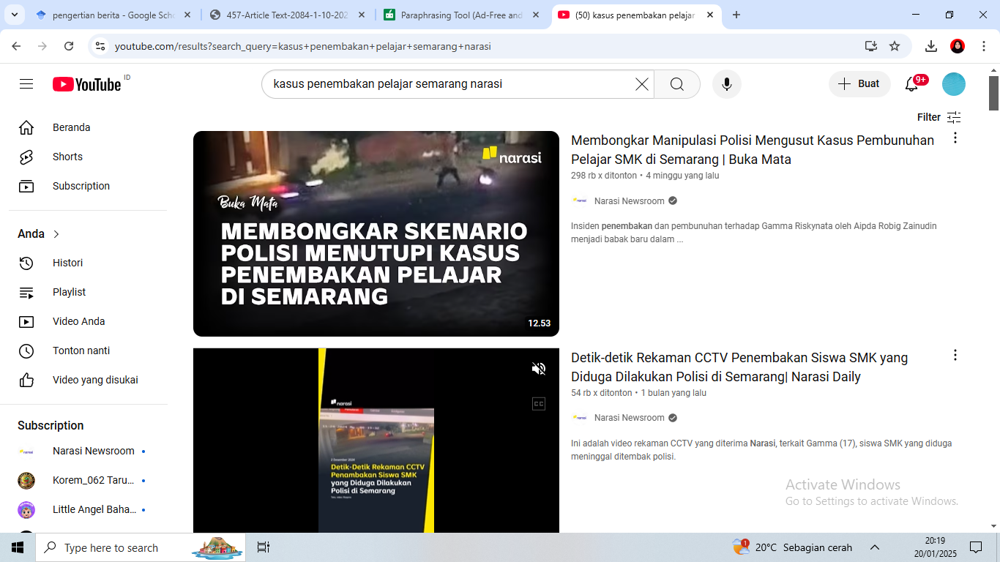 pengertian berita - Google Scho
457-Article Text-2084-1-10-202
Paraphrasing Tool (Ad-Free and
(50) kasus penembakan pelajar
youtube.com/results?search_query=kasus+penembakan+pelajar+semarang+narasi
YouTube ID
kasus penembakan pelajar semarang narasi
Buat
9+
Filter
Beranda
Shorts
Subscription
Anda
Histori
Playlist
Video Anda
Tonton nanti
Video yang disukai
Subscription
Narasi Newsroom
Korem_062 Taru...
Little Angel Baha...
narasi
Buka Mata
MEMBONGKAR SKENARIO
POLISI MENUTUPI KASUS
PENEMBAKAN PELAJAR
DI SEMARANG
12.53
Membongkar Manipulasi Polisi Mengusut Kasus Pembunuhan
Pelajar SMK di Semarang | Buka Mata
298 rb x ditonton • 4 minggu yang lalu
narasi
Narasi Newsroom
Insiden penembakan dan pembunuhan terhadap Gamma Riskynata oleh Aipda Robig Zainudin
menjadi babak baru dalam ...
CC
narasi
Detik-Detik Rekaman CCTV
Penambakan Siswa SMK
yang Diduga Dilakukan
Polisi di Semarang
Detik-detik Rekaman CCTV Penembakan Siswa SMK yang
Diduga Dilakukan Polisi di Semarang| Narasi Daily
54 rb x ditonton • 1 bulan yang lalu
narasi
Narasi Newsroom
Ini adalah video rekaman CCTV yang diterima Narasi, terkait Gamma (17), siswa SMK yang diduga
meninggal ditembak polisi.
Activate Windows
Go to Settings to activate Windows.
Type here to search
1
20°C Sebagian cerah
20:19
20/01/2025